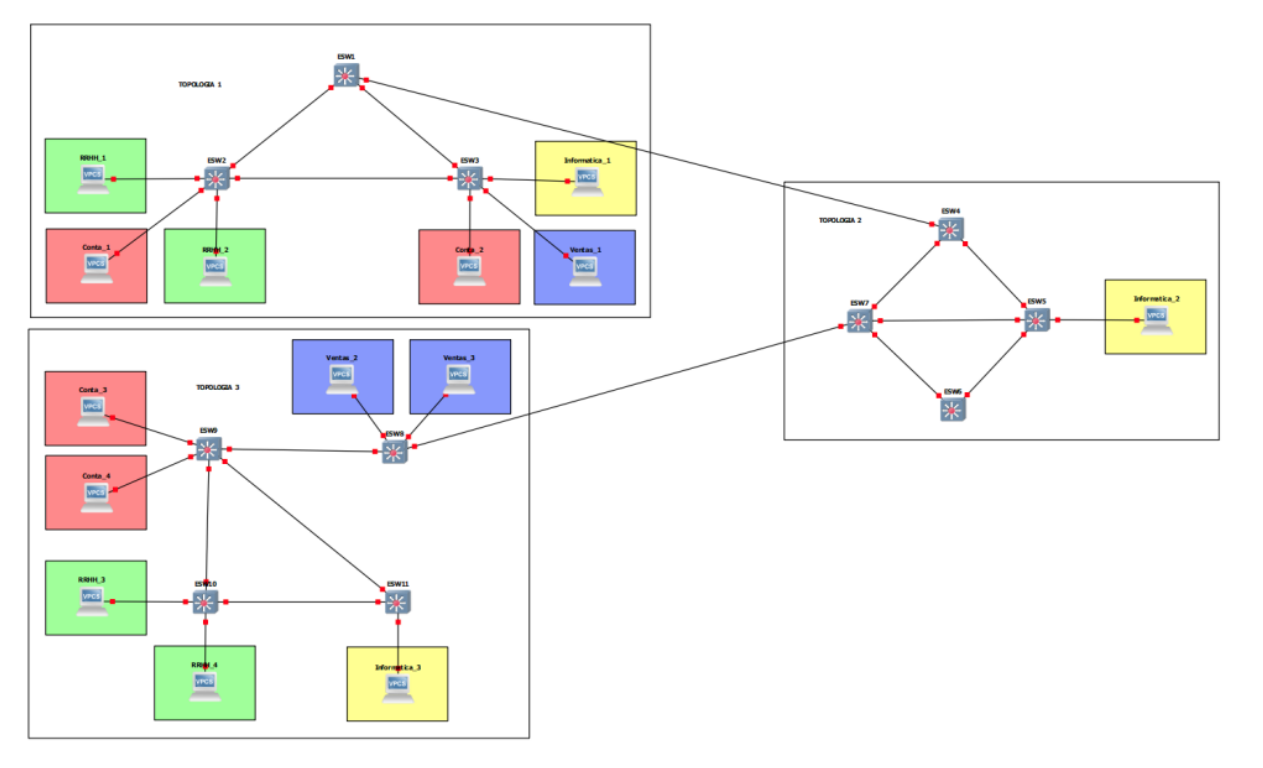 ESW1
TOPOLOGIA 1
RRHH_1
VPCS
ESW2
ESW3
Informatica_1
VPCS
Conta_1
VPCS
RRHH_2
VPCS
Conta_2
VPCS
Ventas_1
VPCS
TOPOLOGIA 2
ESW4
ESW7
ESW5
Informatica_2
VPCS
ESW6
TOPOLOGIA 3
Ventas_2
VPCS
Ventas_3
VPCS
Conta_3
VPCS
ESW9
ESW8
Conta_4
VPCS
RRHH_3
VPCS
ESW10
ESW11
RRHH_4
VPCS
Informatica_3
VPCS